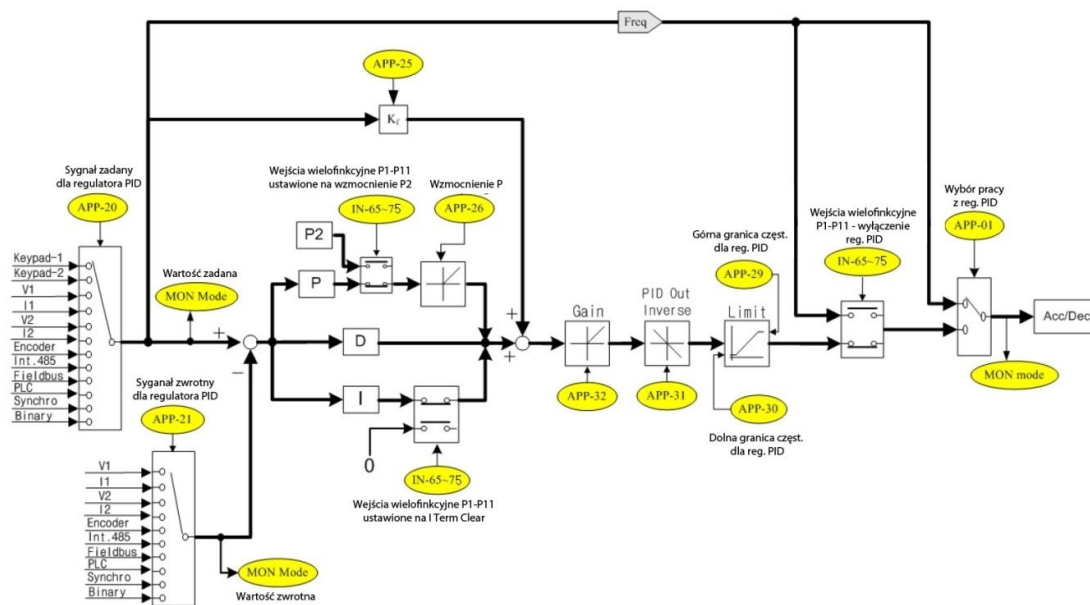 Freq
APP-25
Kf
Sygnał zadany
dla regulatora PID
APP-20
Keypad-1
Keypad-2
V1
I1
V2
I2
Encoder
Int.485
Fieldbus
PLC
Synchro
Binary
Wartość zadana
MON Mode
+
−
Wejścia wielofinkcyjne P1-P11
ustawione na wzmocnienie P2
IN-65~75
Wzmocnienie P
APP-26
P2
P
D
I
0
IN-65~75
Wejścia wielofinkcyjne P1-P11
ustawione na I Term Clear
+
+
Gain
APP-32
PID Out
Inverse
APP-31
Górna granica częst.
dla reg. PID
APP-29
Limit
APP-30
Dolna granica częst.
dla reg. PID
Wejścia wielofinkcyjne
P1-P11 - wyłączenie
reg. PID
IN-65~75
Wybór pracy
z reg. PID
APP-01
Acc/Dec
MON mode
Syganał zwrotny
dla regulatora PID
APP-21
V1
I1
V2
I2
Encoder
Int.485
Fieldbus
PLC
Synchro
Binary
MON Mode
Wartość zwrotna